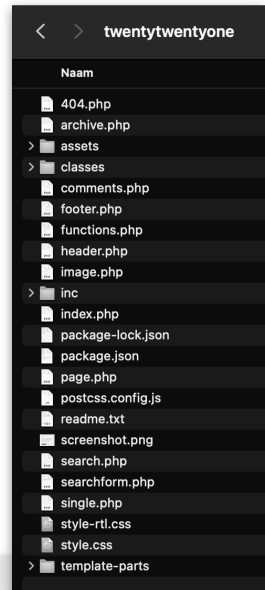 twentytwentyone
Naam
404.php
archive.php
assets
classes
comments.php
footer.php
functions.php
header.php
image.php
inc
index.php
package-lock.json
package.json
page.php
postcss.config.js
readme.txt
screenshot.png
search.php
searchform.php
single.php
style-rtl.css
style.css
template-parts